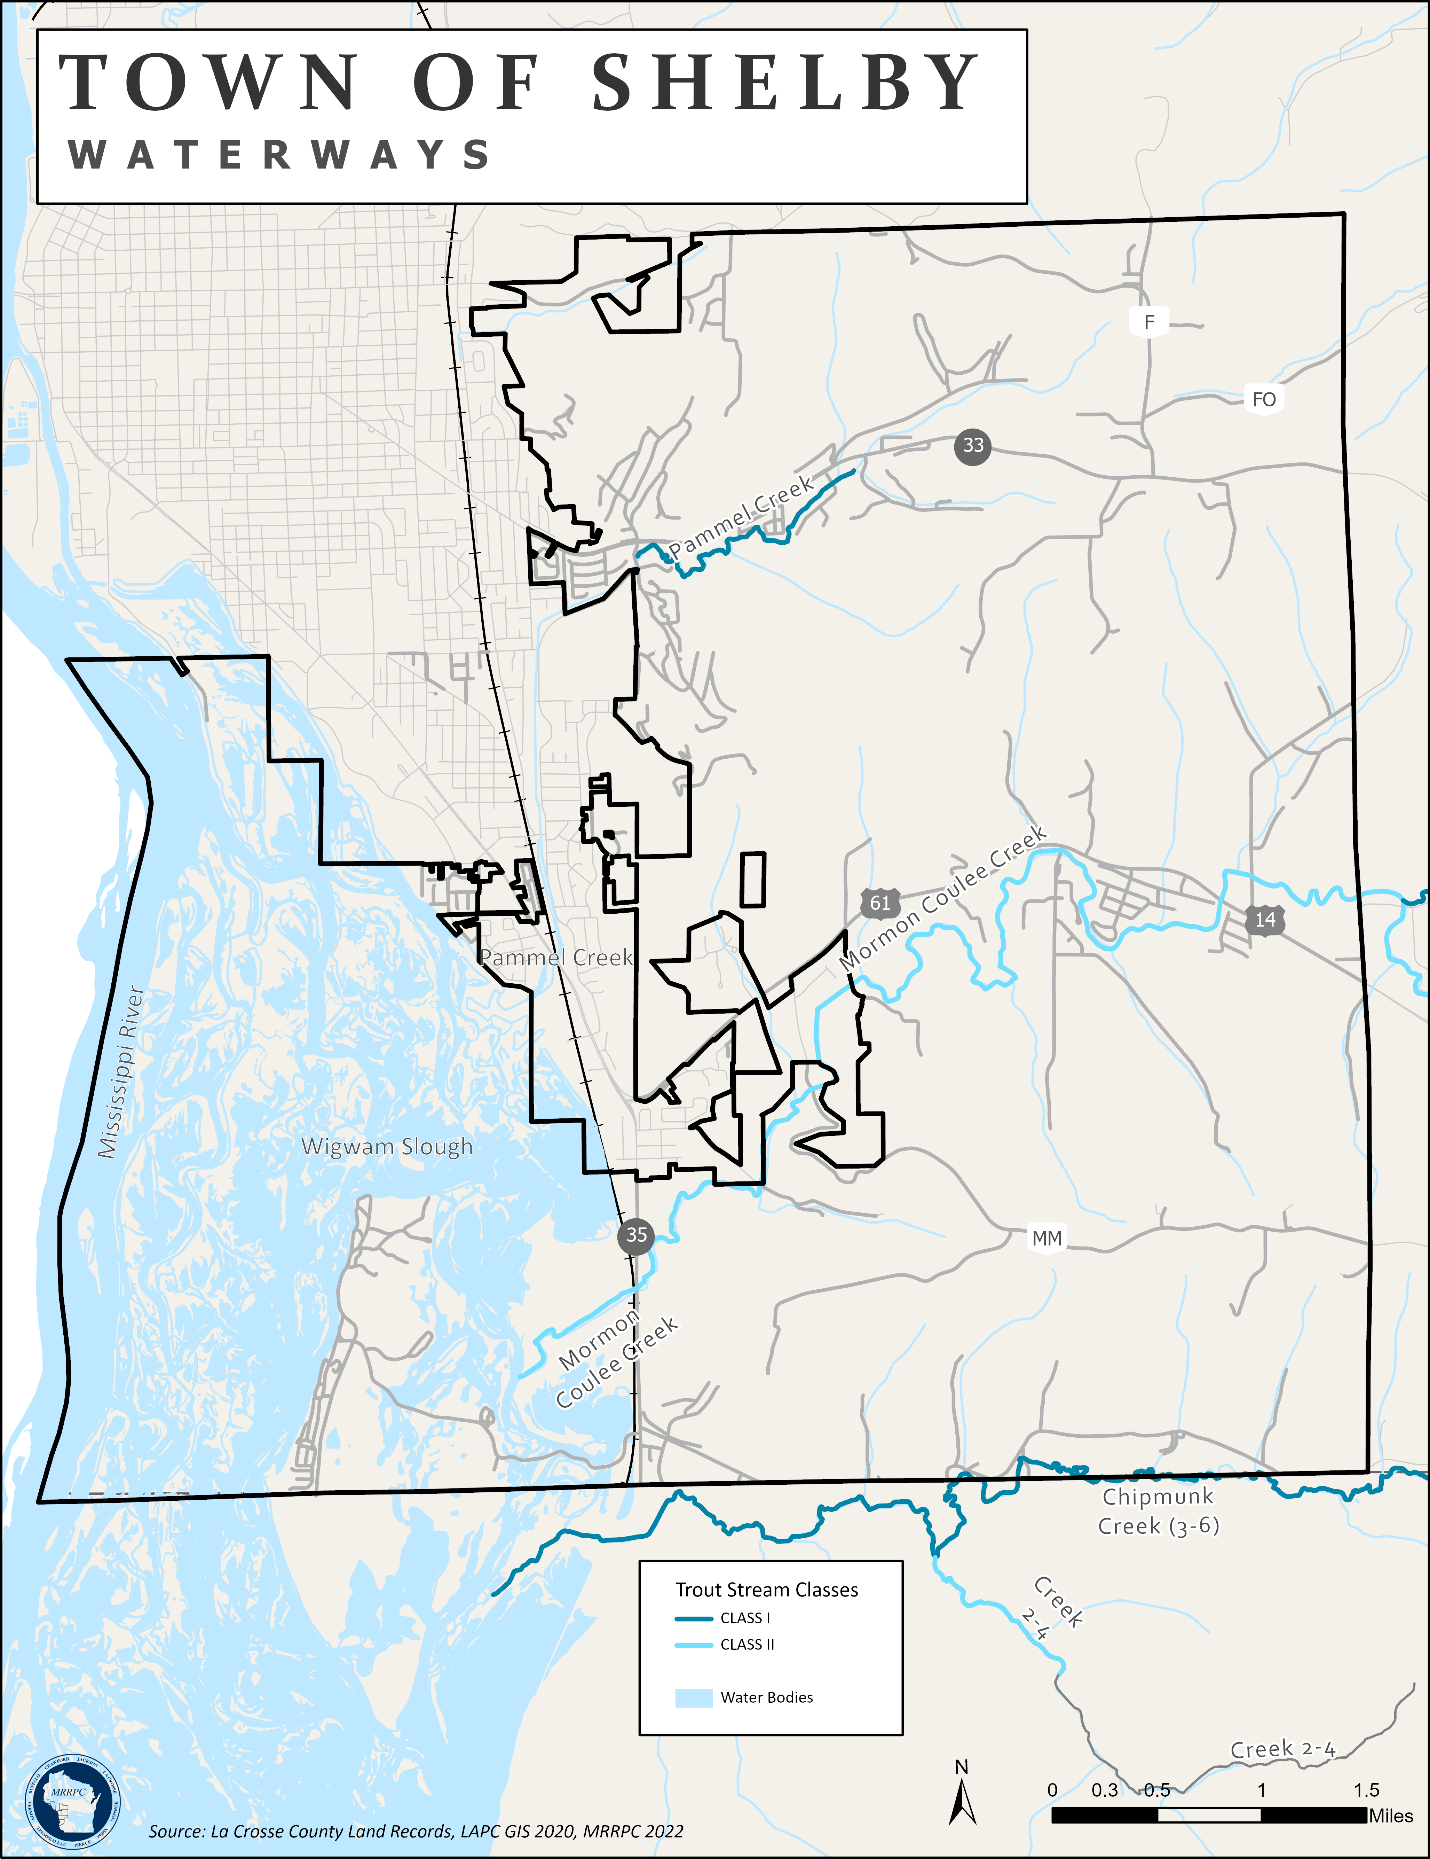 TOWN OF SHELBY
WATERWAYS
F
FO
33
Pammel Creek
Mormon Coulee Creek
61
14
Pammel Creek
Mississippi River
Wigwam Slough
35
MM
Mormon
Coulee Creek
Chipmunk
Creek (3-6)
Creek
2-4
Trout Stream Classes
CLASS I
CLASS II
Water Bodies
Creek 2-4
N
0 0.3 0.5 1 1.5
Miles
MRRPC
Source: La Crosse County Land Records, LAPC GIS 2020, MRRPC 2022